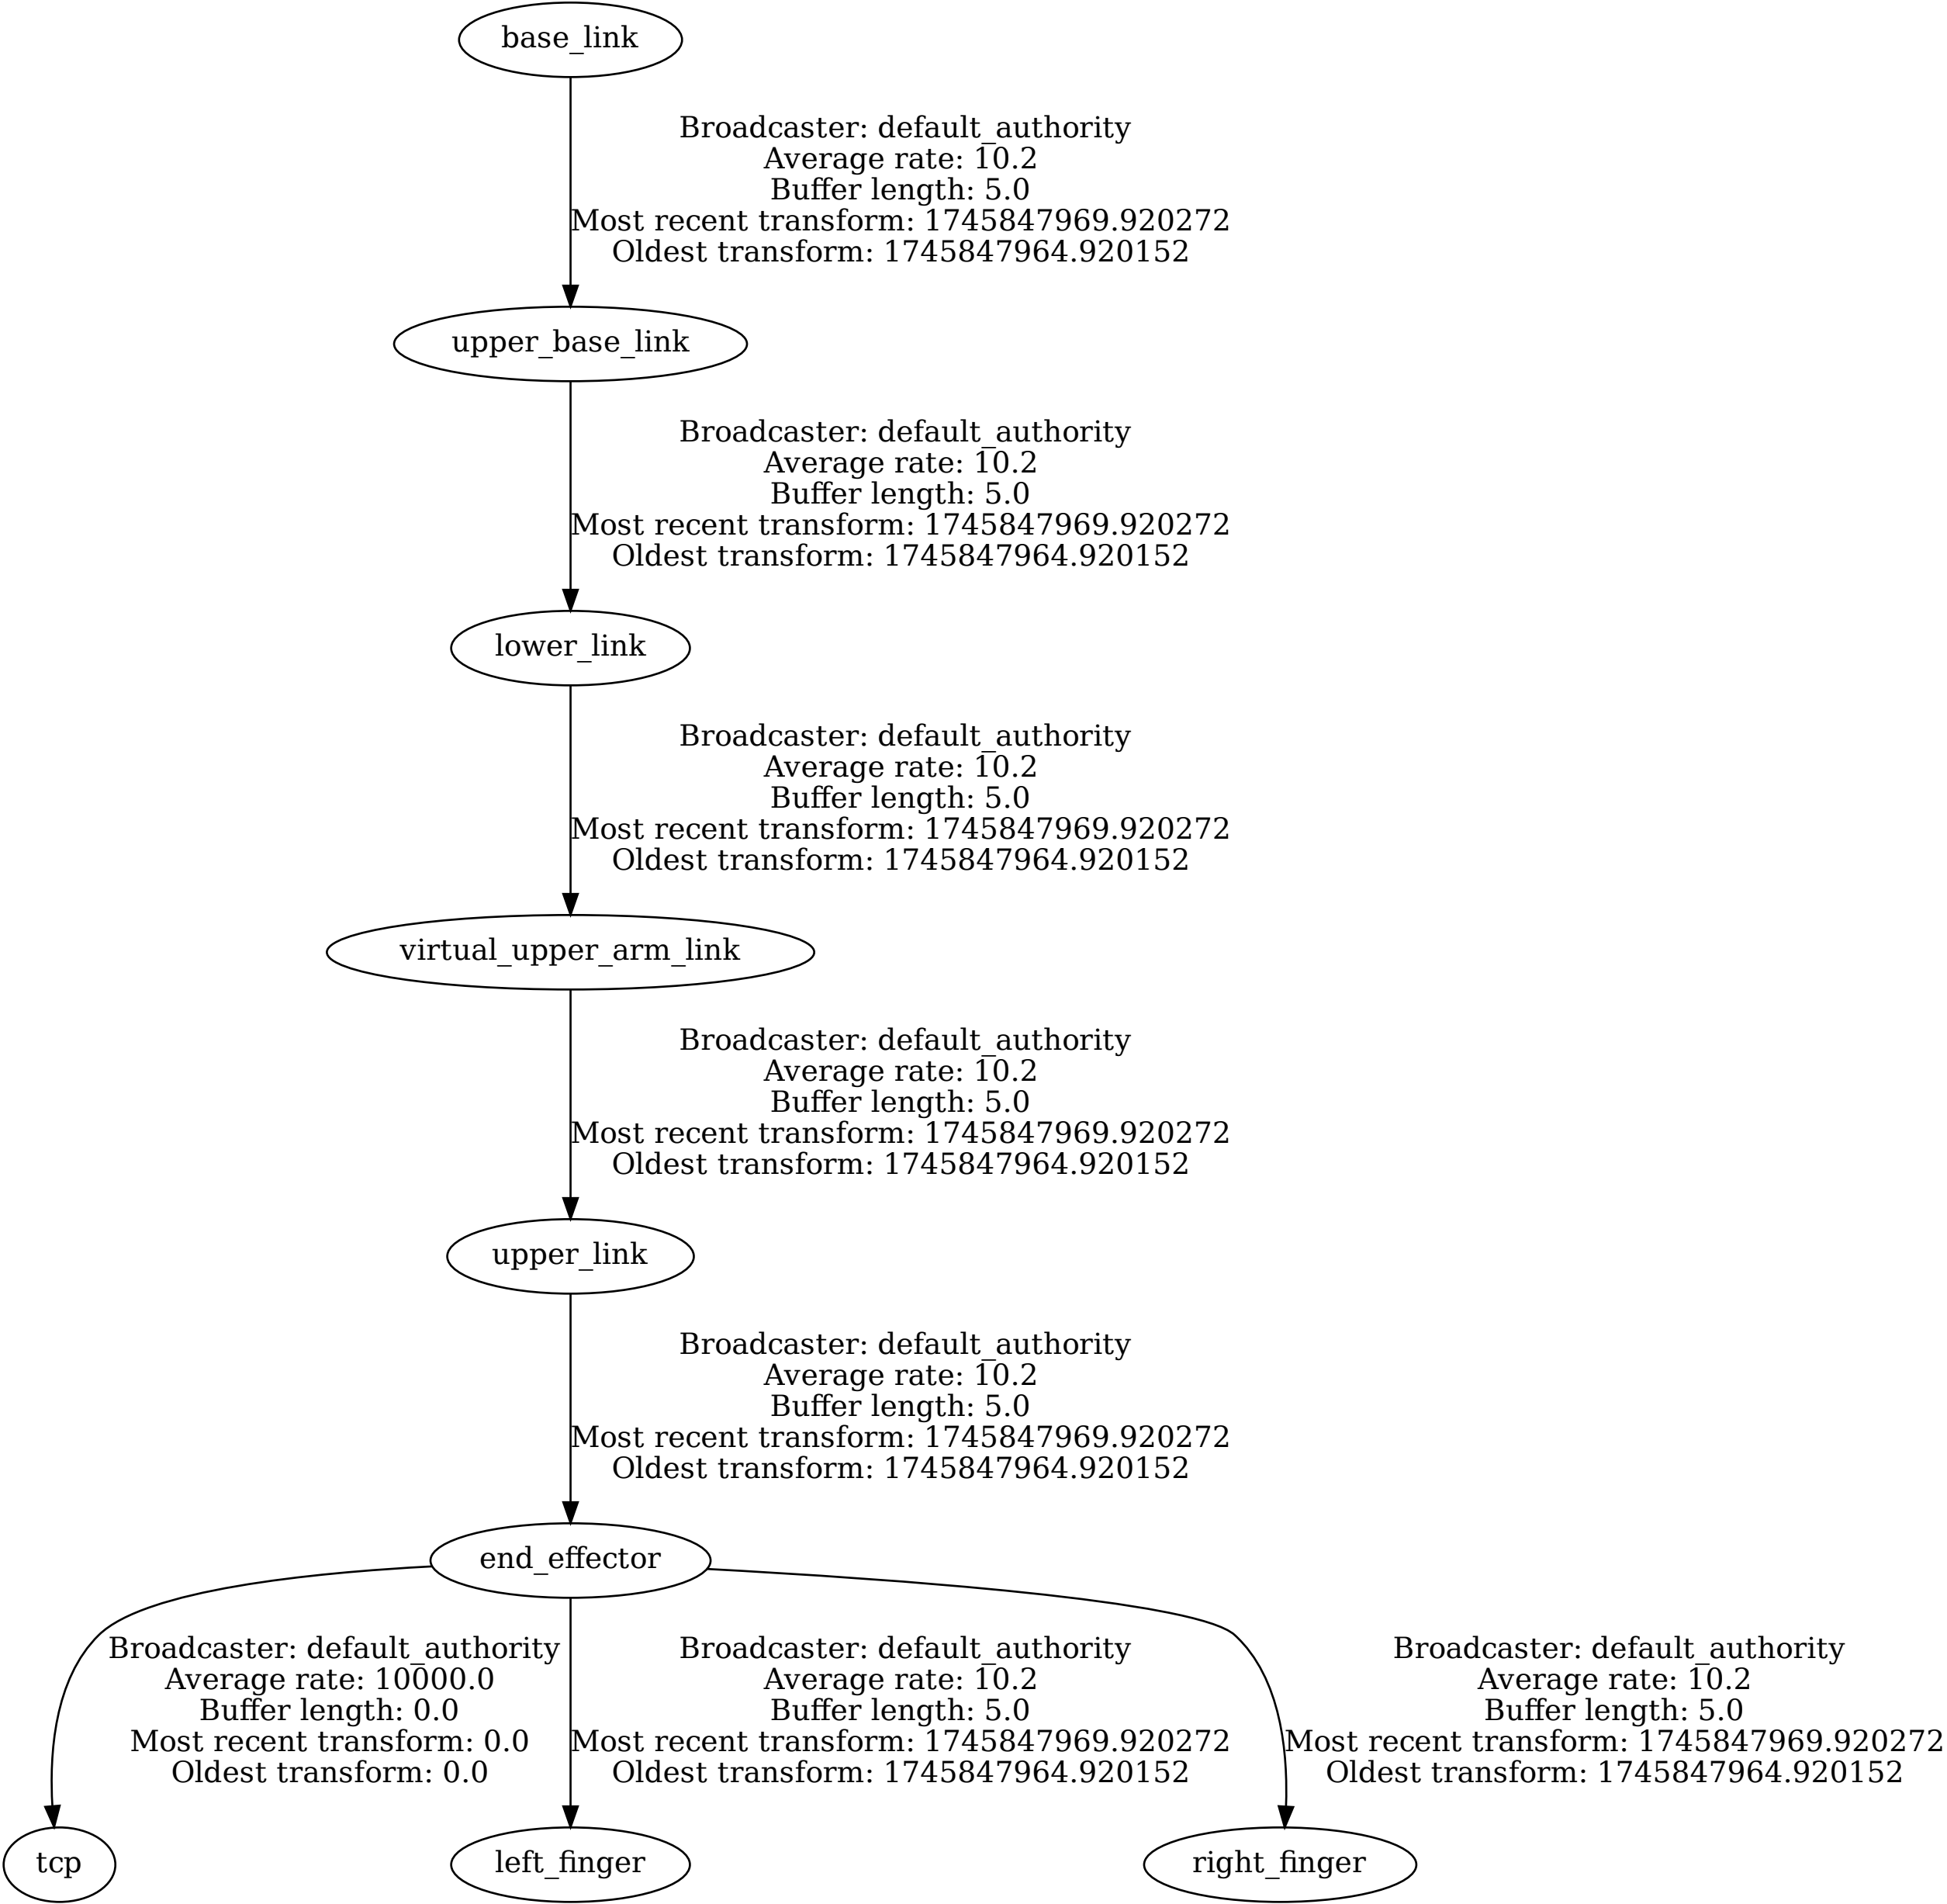 base_link
Broadcaster: default_authority
Average rate: 10.2
Buffer length: 5.0
Most recent transform: 1745847969.920272
Oldest transform: 1745847964.920152
upper_base_link
Broadcaster: default_authority
Average rate: 10.2
Buffer length: 5.0
Most recent transform: 1745847969.920272
Oldest transform: 1745847964.920152
lower_link
Broadcaster: default_authority
Average rate: 10.2
Buffer length: 5.0
Most recent transform: 1745847969.920272
Oldest transform: 1745847964.920152
virtual_upper_arm_link
Broadcaster: default_authority
Average rate: 10.2
Buffer length: 5.0
Most recent transform: 1745847969.920272
Oldest transform: 1745847964.920152
upper_link
Broadcaster: default_authority
Average rate: 10.2
Buffer length: 5.0
Most recent transform: 1745847969.920272
Oldest transform: 1745847964.920152
end_effector
Broadcaster: default_authority
Average rate: 10000.0
Buffer length: 0.0
Most recent transform: 0.0
Oldest transform: 0.0
Broadcaster: default_authority
Average rate: 10.2
Buffer length: 5.0
Most recent transform: 1745847969.920272
Oldest transform: 1745847964.920152
Broadcaster: default_authority
Average rate: 10.2
Buffer length: 5.0
Most recent transform: 1745847969.920272
Oldest transform: 1745847964.920152
tcp
left_finger
right_finger